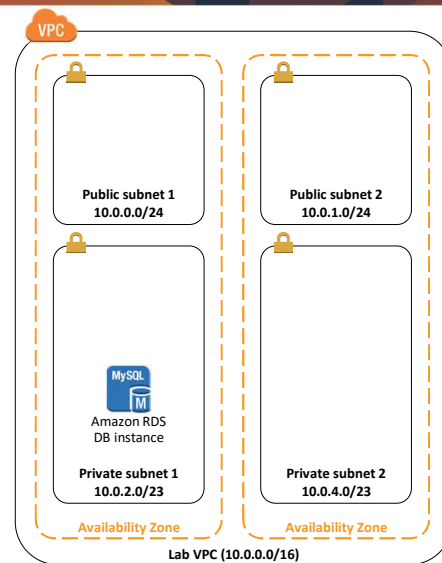 VPC
Public subnet 1
10.0.0.0/24
Public subnet 2
10.0.1.0/24
MySQL
M
Amazon RDS
DB instance
Private subnet 1
10.0.2.0/23
Private subnet 2
10.0.4.0/23
Availability Zone
Availability Zone
Lab VPC (10.0.0.0/16)